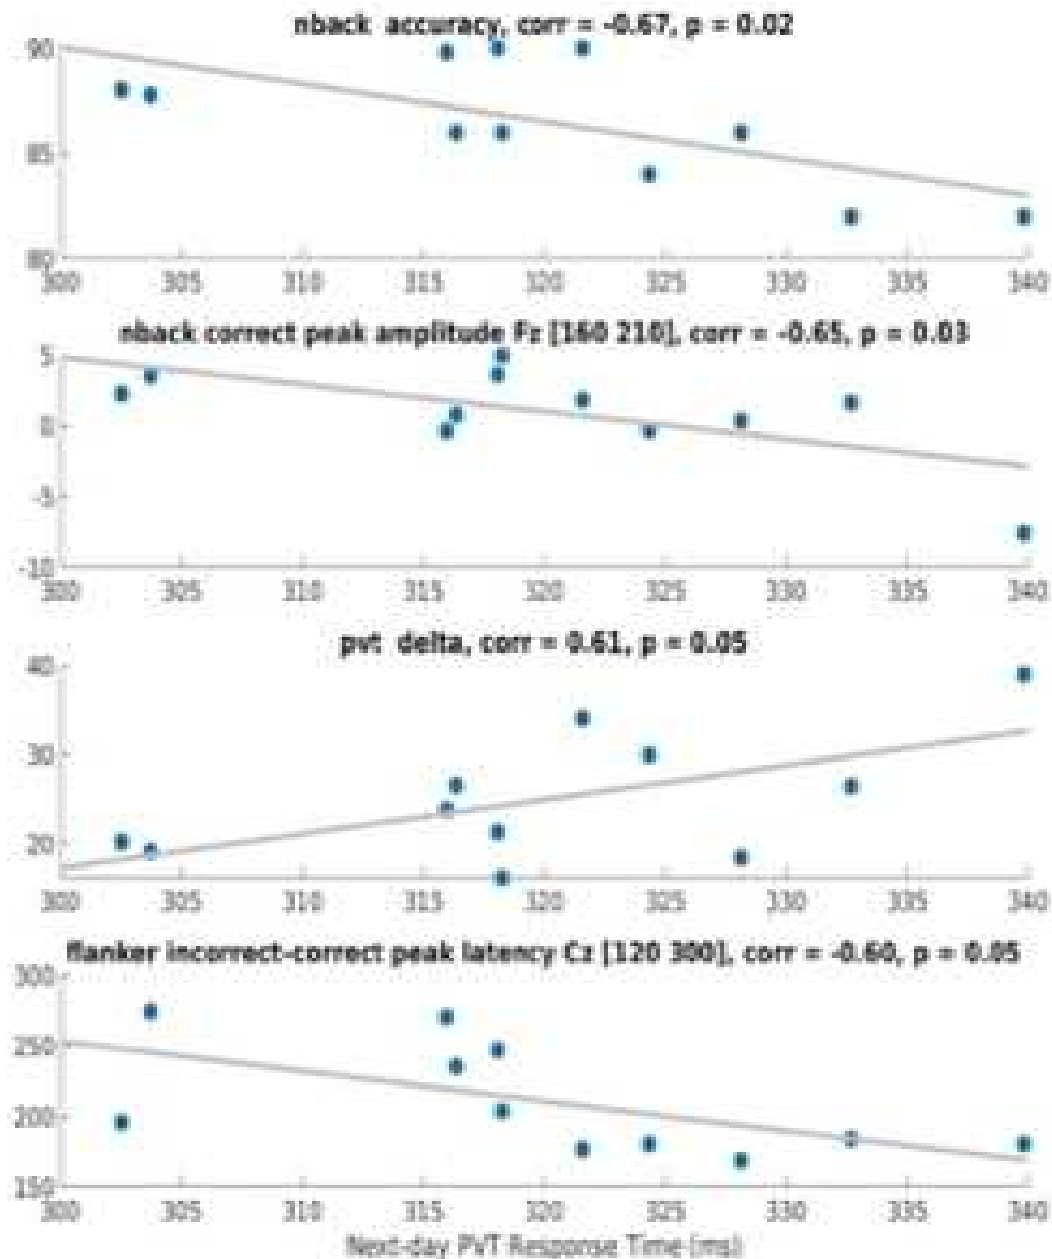 nback accuracy, corr = -0.67, p = 0.02
90
85
80
300 305 310 315 320 325 330 335 340
nback correct peak amplitude Fz [160 210], corr = -0.65, p = 0.03
5
0
-5
-10
300 305 310 315 320 325 330 335 340
pvt delta, corr = 0.61, p = 0.05
40
30
20
300 305 310 315 320 325 330 335 340
flanker incorrect-correct peak latency Cz [120 300], corr = -0.60, p = 0.05
300
250
200
150
300 305 310 315 320 325 330 335 340
Next-day PVT Response Time (ms)